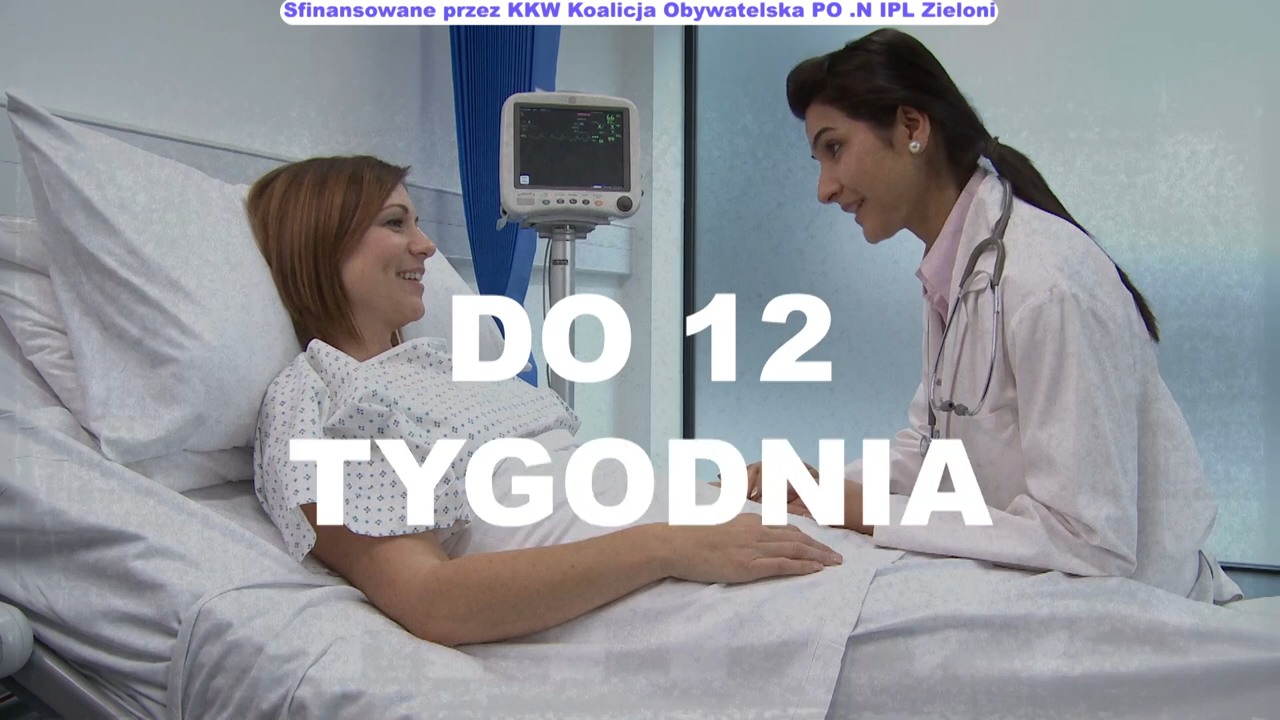 Sfinansowane przez KKW Koalicja Obywatelska PO .N IPL Zieloni
DO 12
TYGODNIA